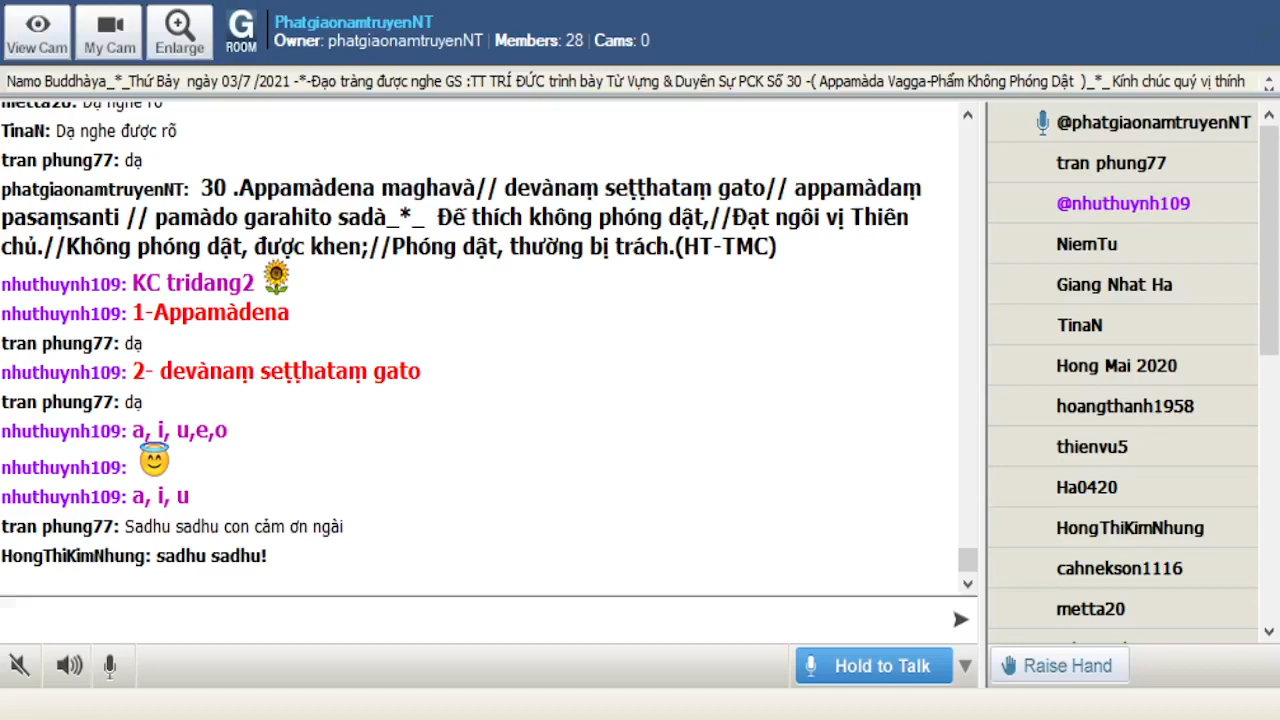 View Cam
My Cam
Enlarge
G
ROOM
PhatgiaonamtruyenNT
Owner: phatgiaonamtruyenNT | Members: 28 | Cams: 0
Namo Buddhàya_*_Thứ Bảy ngày 03/7 /2021 -*-Đạo tràng được nghe GS :TT TRÍ ĐỨC trình bày Từ Vựng & Duyên Sự PCK Số 30 -( Appamàda Vagga-Phẩm Không Phóng Dật )_*_ Kính chúc quý vị thính
metta20: Dạ nghe rõ
TinaN: Dạ nghe được rõ
tran phung77: dạ
phatgiaonamtruyenNT: 30 .Appamàdena maghavà// devànaṃ seṭṭhataṃ gato// appamàdaṃ
pasaṃsanti // pamàdo garahito sadà_*_ Đế thích không phóng dật,//Đạt ngôi vị Thiên
chủ.//Không phóng dật, được khen;//Phóng dật, thường bị trách.(HT-TMC)
nhuthuynh109: KC tridang2
nhuthuynh109: 1-Appamàdena
tran phung77: dạ
nhuthuynh109: 2- devànaṃ seṭṭhataṃ gato
tran phung77: dạ
nhuthuynh109: a, i, u,e,o
nhuthuynh109:
nhuthuynh109: a, i, u
tran phung77: Sadhu sadhu con cảm ơn ngài
HongThiKimNhung: sadhu sadhu!
@phatgiaonamtruyenNT
tran phung77
@nhuthuynh109
NiemTu
Giang Nhat Ha
TinaN
Hong Mai 2020
hoangthanh1958
thienvu5
Ha0420
HongThiKimNhung
cahnekson1116
metta20
Hold to Talk
Raise Hand